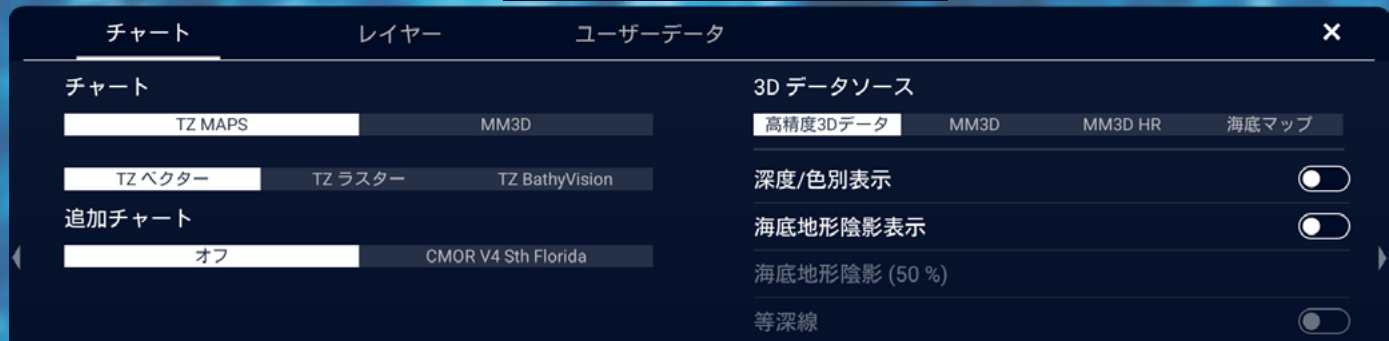 チャート レイヤー ユーザーデータ ×
チャート
TZ MAPS MM3D
TZ ベクター TZ ラスター TZ BathyVision
追加チャート
オフ CMOR V4 Sth Florida
3D データソース
高精度3Dデータ MM3D MM3D HR 海底マップ
深度/色別表示
海底地形陰影表示
海底地形陰影 (50 %)
等深線